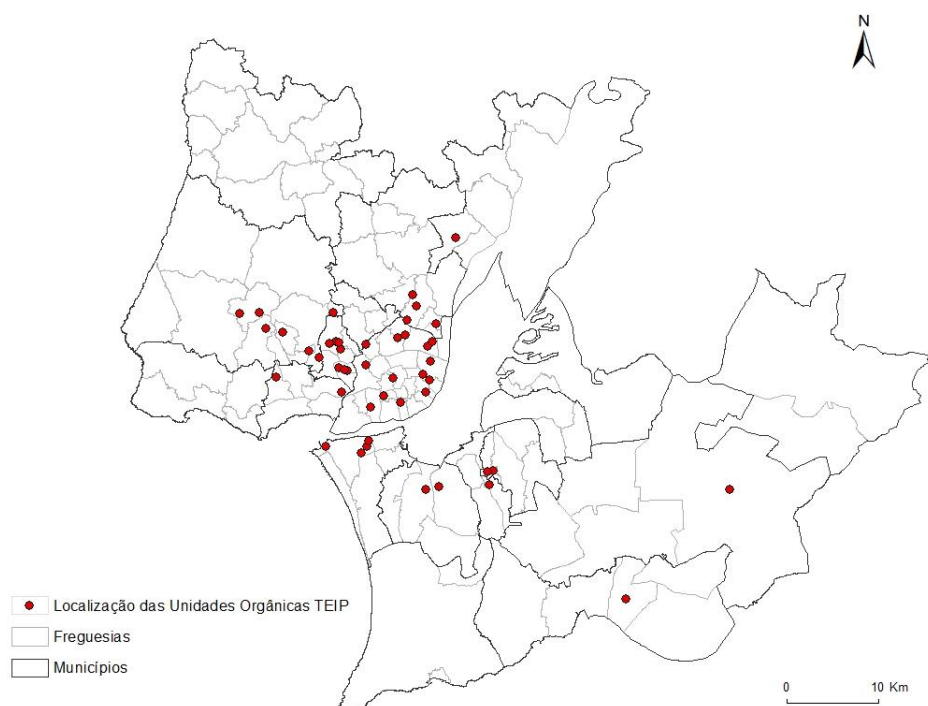 N
Localização das Unidades Orgânicas TEIP
Freguesias
Municípios
0 10 Km